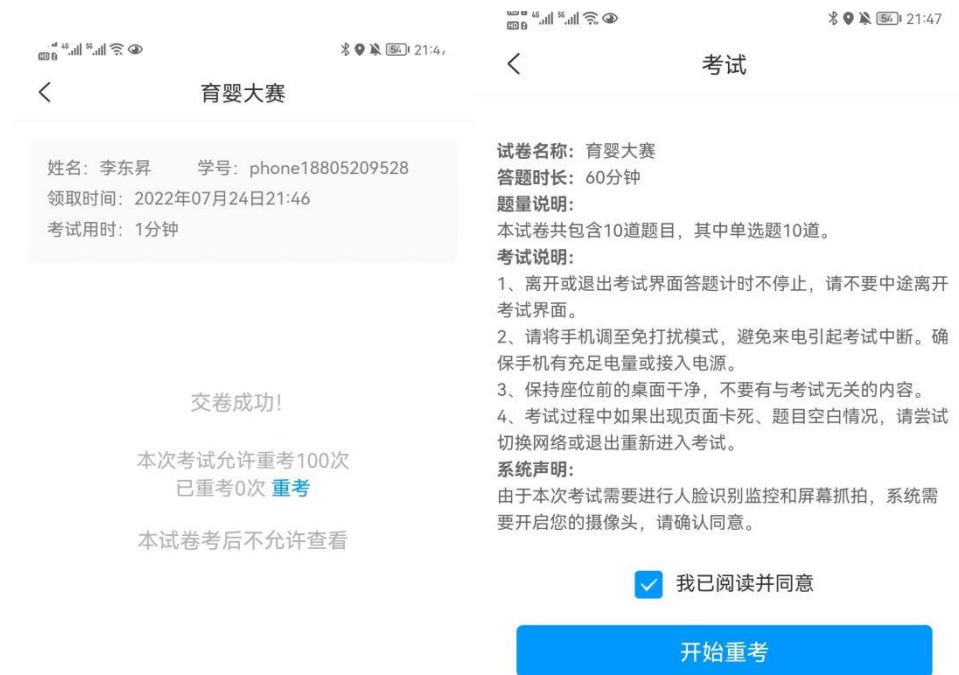 21:4
育婴大赛
姓名：李东昇 学号：phone18805209528
领取时间：2022年07月24日21:46
考试用时：1分钟
交卷成功!
本次考试允许重考100次
已重考0次 重考
本试卷考后不允许查看
54 21:47
考试
试卷名称：育婴大赛
答题时长：60分钟
题量说明：
本试卷共包含10道题目，其中单选题10道。
考试说明：
1、离开或退出考试界面答题计时不停止，请不要中途离开
考试界面。
2、请将手机调至免打扰模式，避免来电引起考试中断。确
保手机有充足电量或接入电源。
3、保持座位前的桌面干净，不要有与考试无关的内容。
4、考试过程中如果出现页面卡死、题目空白情况，请尝试
切换网络或退出重新进入考试。
系统声明：
由于本次考试需要进行人脸识别监控和屏幕抓拍，系统需
要开启您的摄像头，请确认同意。
我已阅读并同意
开始重考